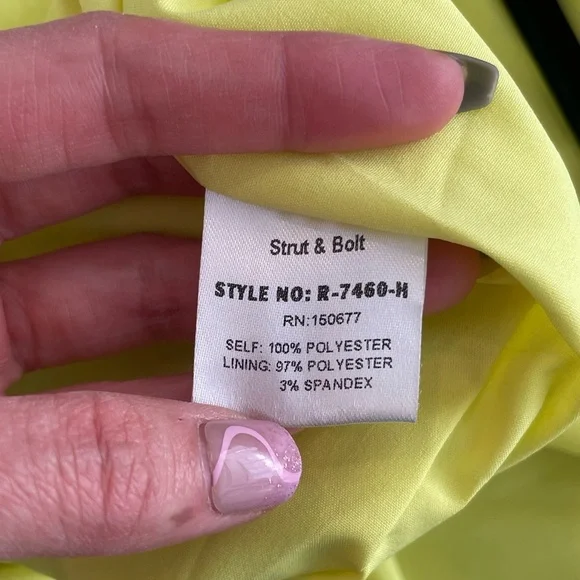 Strut & Bolt
STYLE NO: R-7460-H
RN:150677
SELF: 100% POLYESTER
LINING: 97% POLYESTER
3% SPANDEX